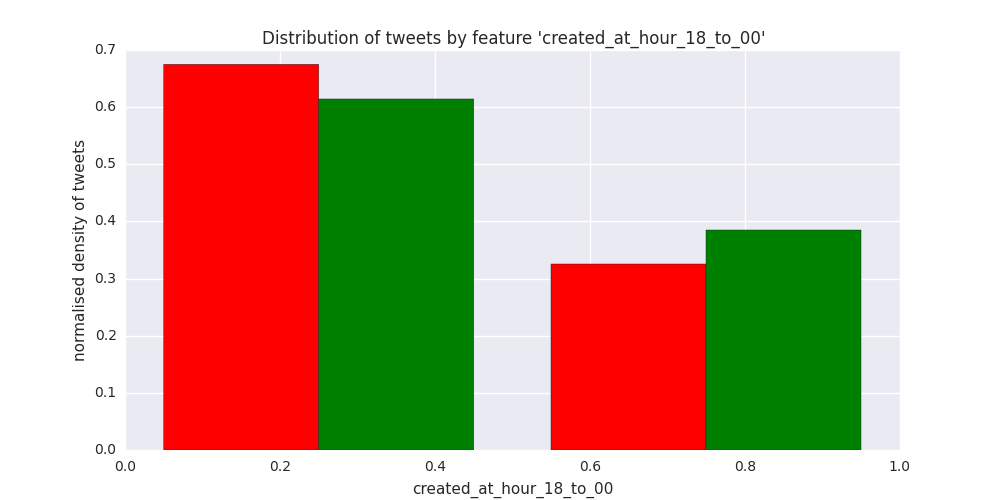 Distribution of tweets by feature 'created_at_hour_18_to_00'
0.7
0.6
0.5
0.4
0.3
0.2
0.1
0.0
normalised density of tweets
0.0 0.2 0.4 0.6 0.8 1.0
created_at_hour_18_to_00